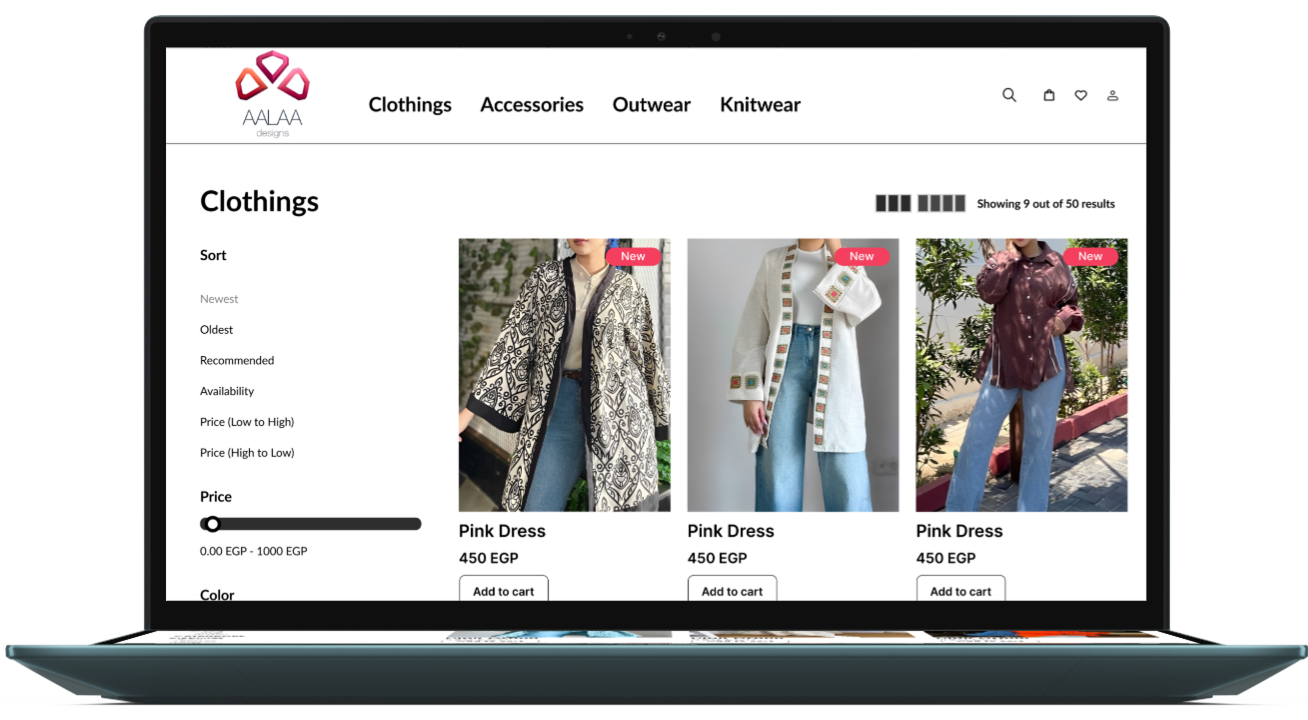 AALAA
designs
Clothings Accessories Outwear Knitwear
Clothings
Showing 9 out of 50 results
Sort
Newest
Oldest
Recommended
Availability
Price (Low to High)
Price (High to Low)
Price
0.00 EGP - 1000 EGP
Color
New New New
Pink Dress Pink Dress Pink Dress
450 EGP 450 EGP 450 EGP
Add to cart Add to cart Add to cart